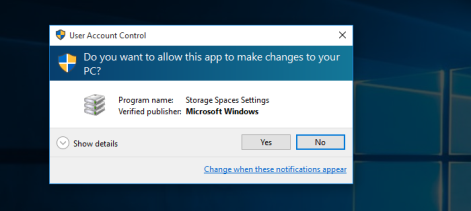 User Account Control
Do you want to allow this app to make changes to your
PC?
Program name: Storage Spaces Settings
Verified publisher: Microsoft Windows
Show details
Yes
No
Change when these notifications appear